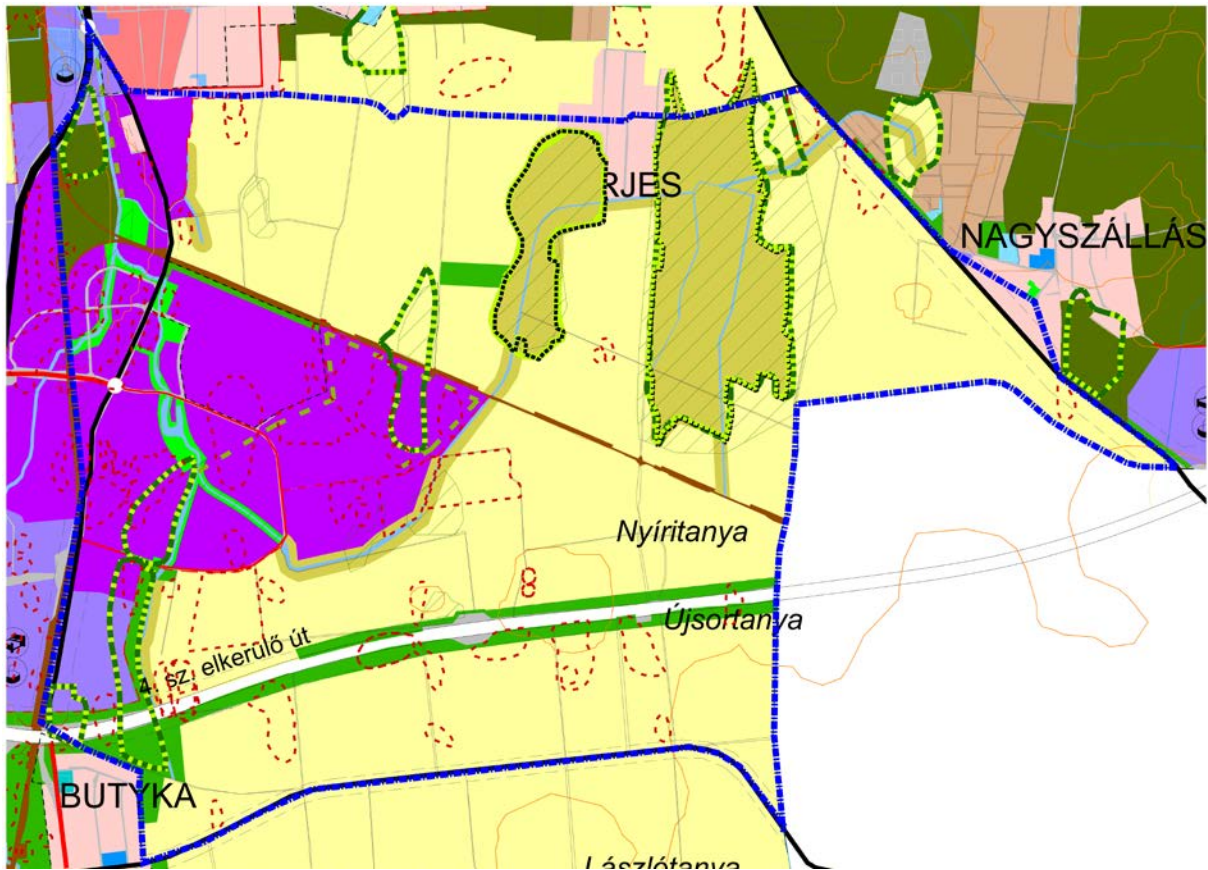 RJES
NAGYSZÁLLÁS
Nyíritanya
Újsortanya
4. sz. elkerülő út
BUTYKA
Lászlótanya